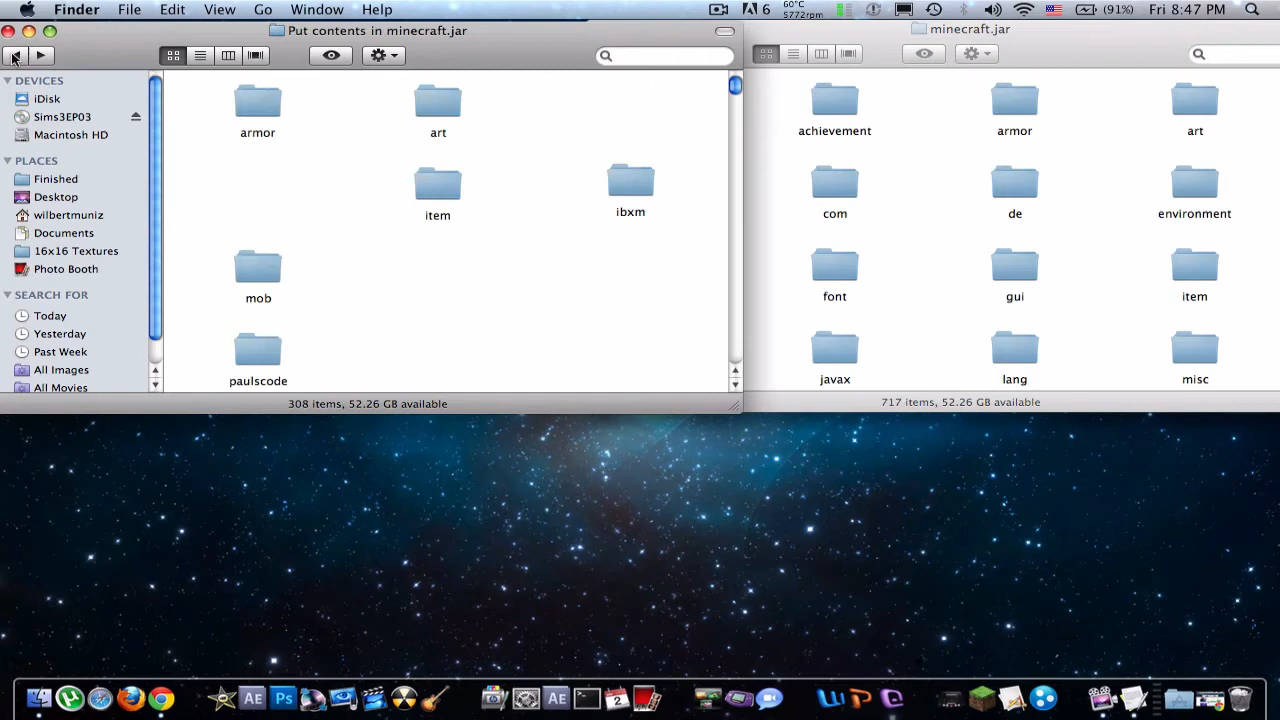 Finder File Edit View Go Window Help 6 60°C 5772rpm (91%) Fri 8:47 PM
Put contents in minecraft.jar
minecraft.jar
DEVICES
iDisk
Sims3EP03
Macintosh HD
PLACES
Finished
Desktop
wilbertmuniz
Documents
16x16 Textures
Photo Booth
SEARCH FOR
Today
Yesterday
Past Week
All Images
All Movies
armor art
item ibxm
mob
paulscode
308 items, 52.26 GB available
achievement armor art
com de environment
font gui item
javax lang misc
717 items, 52.26 GB available
AE Ps AE 2